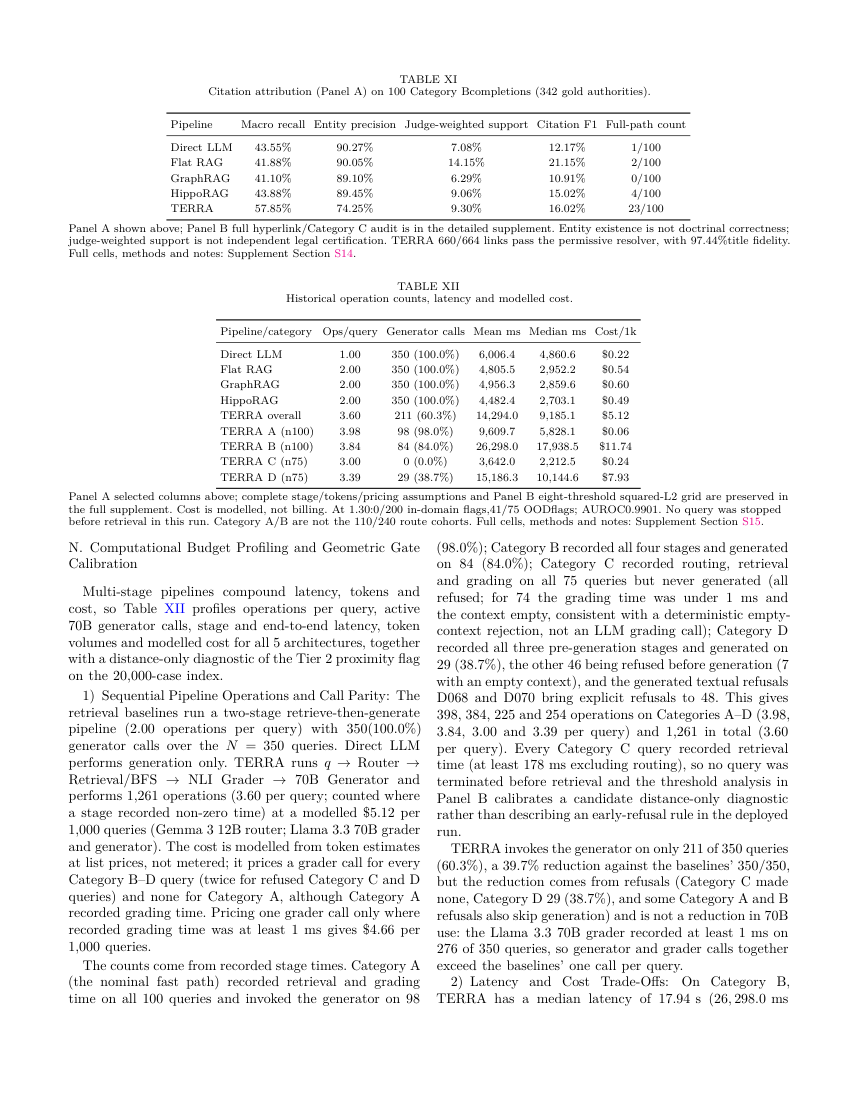 TABLE XI
Citation attribution (Panel A) on 100 Category Bcompletions (342 gold authorities).
Pipeline Macro recall Entity precision Judge-weighted support Citation F1 Full-path count
Direct LLM 43.55% 90.27% 7.08% 12.17% 1/100
Flat RAG 41.88% 90.05% 14.15% 21.15% 2/100
GraphRAG 41.10% 89.10% 6.29% 10.91% 0/100
HippoRAG 43.88% 89.45% 9.06% 15.02% 4/100
TERRA 57.85% 74.25% 9.30% 16.02% 23/100
Panel A shown above; Panel B full hyperlink/Category C audit is in the detailed supplement. Entity existence is not doctrinal correctness;
judge-weighted support is not independent legal certification. TERRA 660/664 links pass the permissive resolver, with 97.44%title fidelity.
Full cells, methods and notes: Supplement Section S14.
TABLE XII
Historical operation counts, latency and modelled cost.
Pipeline/category Ops/query Generator calls Mean ms Median ms Cost/1k
Direct LLM 1.00 350 (100.0%) 6,006.4 4,860.6 $0.22
Flat RAG 2.00 350 (100.0%) 4,805.5 2,952.2 $0.54
GraphRAG 2.00 350 (100.0%) 4,956.3 2,859.6 $0.60
HippoRAG 2.00 350 (100.0%) 4,482.4 2,703.1 $0.49
TERRA overall 3.60 211 (60.3%) 14,294.0 9,185.1 $5.12
TERRA A (n100) 3.98 98 (98.0%) 9,609.7 5,828.1 $0.06
TERRA B (n100) 3.84 84 (84.0%) 26,298.0 17,938.5 $11.74
TERRA C (n75) 3.00 0 (0.0%) 3,642.0 2,212.5 $0.24
TERRA D (n75) 3.39 29 (38.7%) 15,186.3 10,144.6 $7.93
Panel A selected columns above; complete stage/tokens/pricing assumptions and Panel B eight-threshold squared-L2 grid are preserved in
the full supplement. Cost is modelled, not billing. At 1.30:0/200 in-domain flags,41/75 OODflags; AUROC0.9901. No query was stopped
before retrieval in this run. Category A/B are not the 110/240 route cohorts. Full cells, methods and notes: Supplement Section S15.
N. Computational Budget Profiling and Geometric Gate
Calibration
Multi-stage pipelines compound latency, tokens and
cost, so Table XII profiles operations per query, active
70B generator calls, stage and end-to-end latency, token
volumes and modelled cost for all 5 architectures, together
with a distance-only diagnostic of the Tier 2 proximity flag
on the 20,000-case index.
1) Sequential Pipeline Operations and Call Parity: The
retrieval baselines run a two-stage retrieve-then-generate
pipeline (2.00 operations per query) with 350(100.0%)
generator calls over the N = 350 queries. Direct LLM
performs generation only. TERRA runs q → Router →
Retrieval/BFS → NLI Grader → 70B Generator and
performs 1,261 operations (3.60 per query; counted where
a stage recorded non-zero time) at a modelled $5.12 per
1,000 queries (Gemma 3 12B router; Llama 3.3 70B grader
and generator). The cost is modelled from token estimates
at list prices, not metered; it prices a grader call for every
Category B–D query (twice for refused Category C and D
queries) and none for Category A, although Category A
recorded grading time. Pricing one grader call only where
recorded grading time was at least 1 ms gives $4.66 per
1,000 queries.
The counts come from recorded stage times. Category A
(the nominal fast path) recorded retrieval and grading
time on all 100 queries and invoked the generator on 98
(98.0%); Category B recorded all four stages and generated
on 84 (84.0%); Category C recorded routing, retrieval
and grading on all 75 queries but never generated (all
refused; for 74 the grading time was under 1 ms and
the context empty, consistent with a deterministic empty-
context rejection, not an LLM grading call); Category D
recorded all three pre-generation stages and generated on
29 (38.7%), the other 46 being refused before generation (7
with an empty context), and the generated textual refusals
D068 and D070 bring explicit refusals to 48. This gives
398, 384, 225 and 254 operations on Categories A–D (3.98,
3.84, 3.00 and 3.39 per query) and 1,261 in total (3.60
per query). Every Category C query recorded retrieval
time (at least 178 ms excluding routing), so no query was
terminated before retrieval and the threshold analysis in
Panel B calibrates a candidate distance-only diagnostic
rather than describing an early-refusal rule in the deployed
run.
TERRA invokes the generator on only 211 of 350 queries
(60.3%), a 39.7% reduction against the baselines’ 350/350,
but the reduction comes from refusals (Category C made
none, Category D 29 (38.7%), and some Category A and B
refusals also skip generation) and is not a reduction in 70B
use: the Llama 3.3 70B grader recorded at least 1 ms on
276 of 350 queries, so generator and grader calls together
exceed the baselines’ one call per query.
2) Latency and Cost Trade-Offs: On Category B,
TERRA has a median latency of 17.94 s (26, 298.0 ms